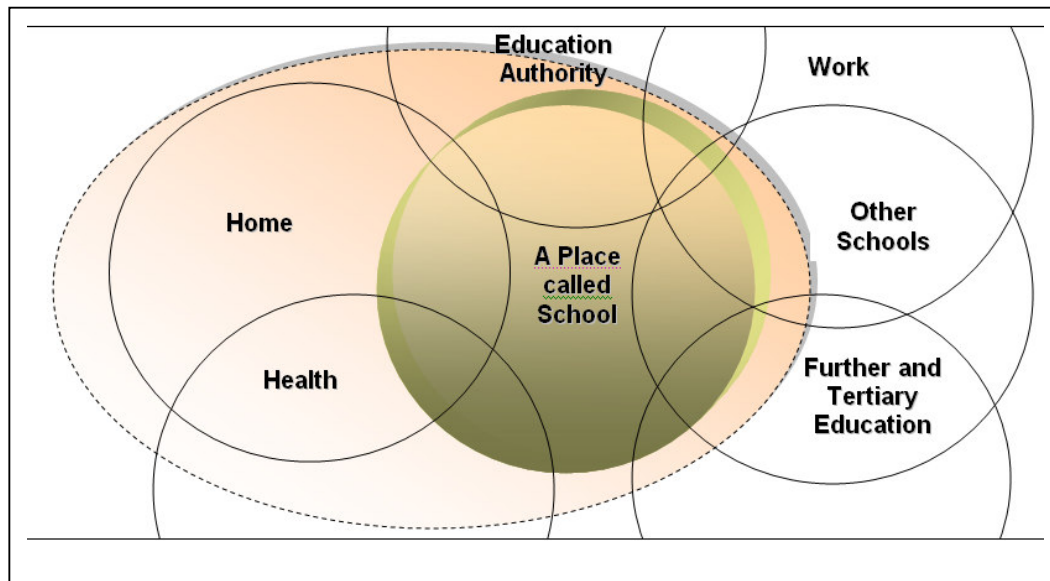 Education
Authority
Work
Home
Other
Schools
A Place
called
School
Health
Further and
Tertiary
Education